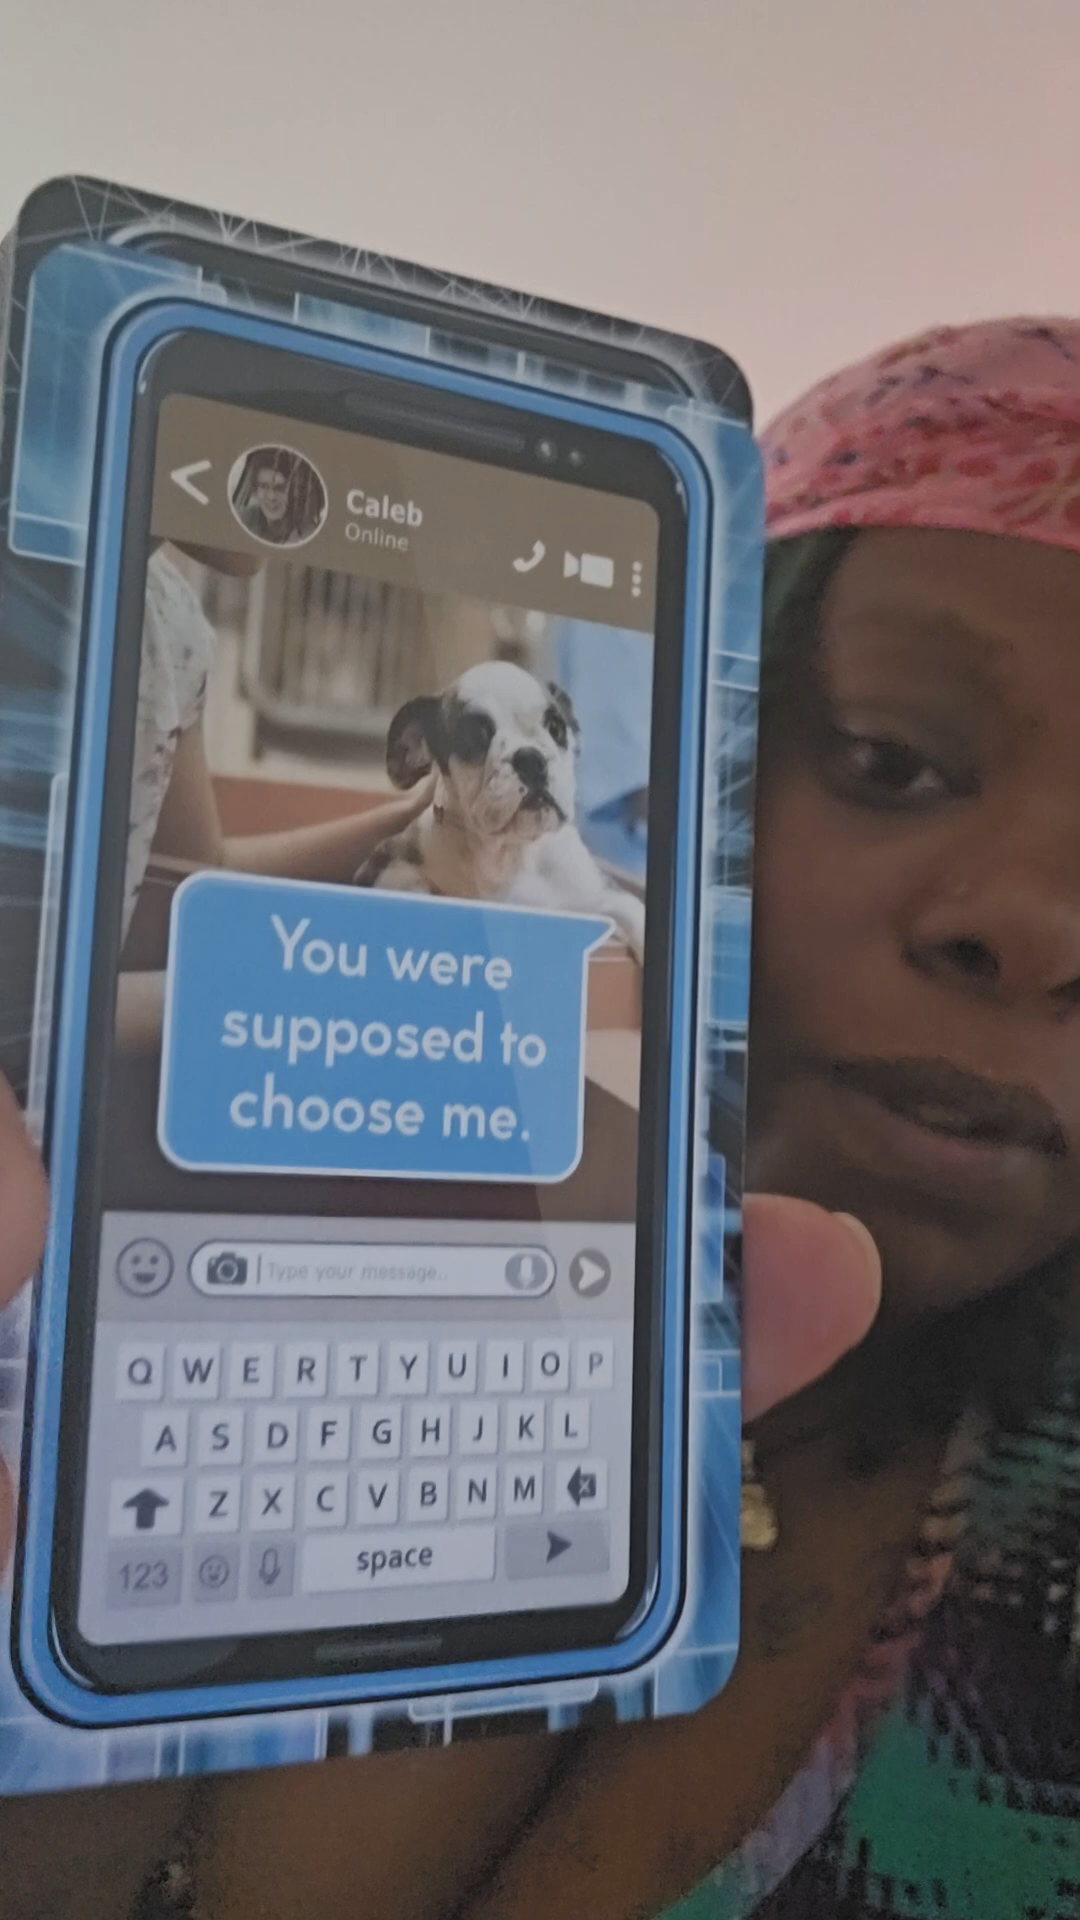 Caleb
Online
You were
supposed to
choose me.
Type your message..
Q W E R T Y U I O P
A S D F G H J K L
Z X C V B N M
123 space